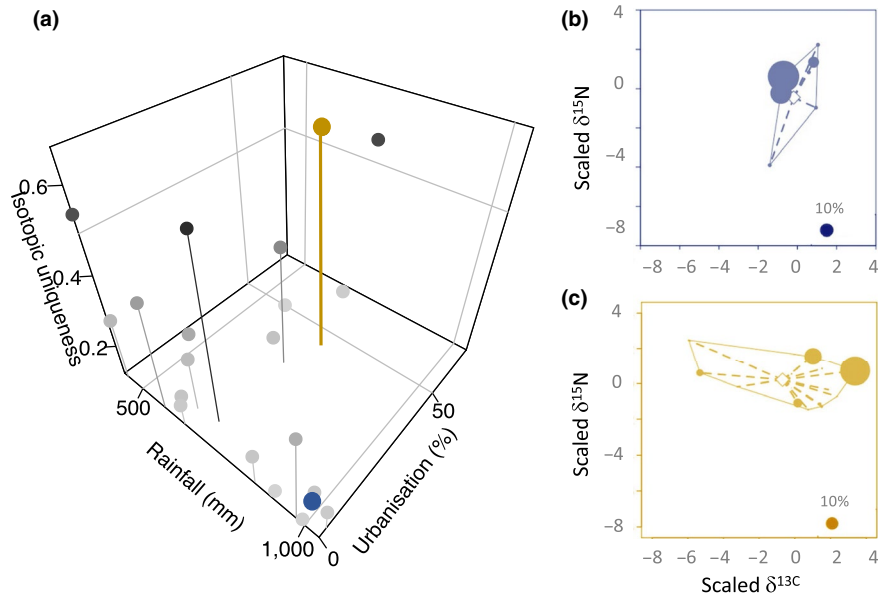 (a)
0.6
0.4
0.2
Isotopic uniqueness
500
1,000
Rainfall (mm)
0
50
Urbanisation (%)
(b)
4
0
−4
−8
Scaled δ15N
10%
−8 −6 −4 −2 0 2 4
(c)
4
0
−4
−8
Scaled δ15N
10%
−8 −6 −4 −2 0 2 4
Scaled δ13C